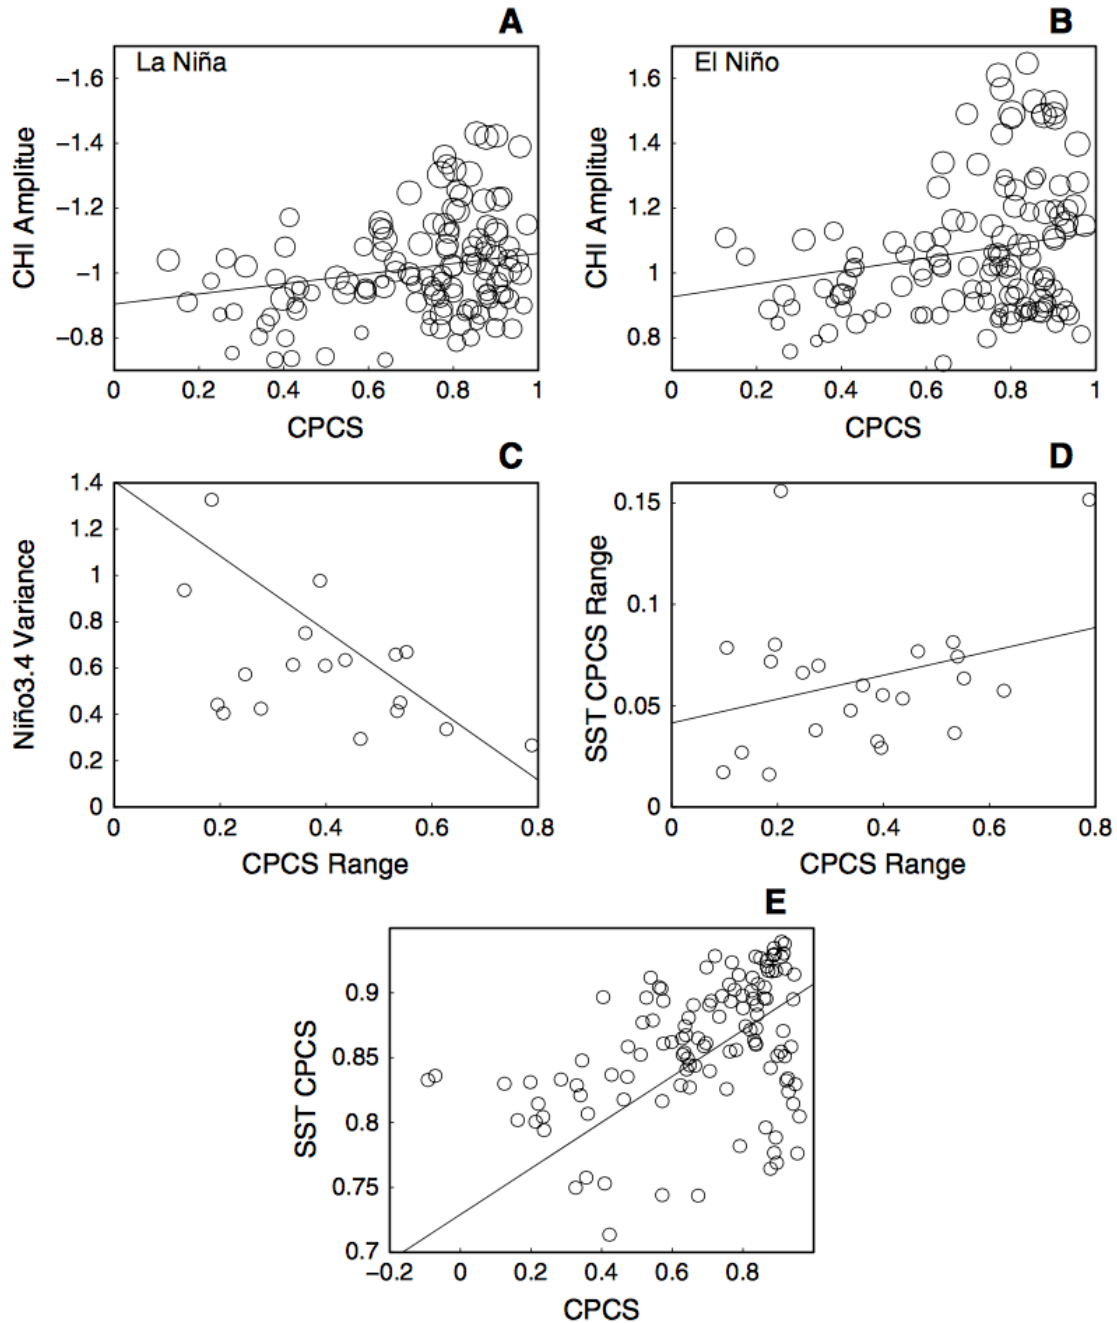 A
B
La Niña
El Niño
CHI Amplitue
−1.6
−1.4
−1.2
−1
−0.8
0 0.2 0.4 0.6 0.8 1
CPCS
CHI Amplitue
1.6
1.4
1.2
1
0.8
0 0.2 0.4 0.6 0.8 1
CPCS
C
D
Niño3.4 Variance
1.4
1.2
1
0.8
0.6
0.4
0.2
0
0 0.2 0.4 0.6 0.8
CPCS Range
SST CPCS Range
0.15
0.1
0.05
0
0 0.2 0.4 0.6 0.8
CPCS Range
E
SST CPCS
0.9
0.85
0.8
0.75
0.7
−0.2 0 0.2 0.4 0.6 0.8
CPCS